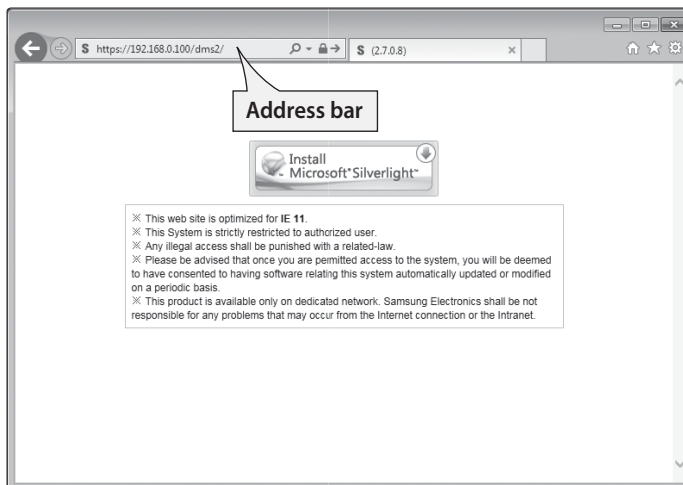 S https://192.168.0.100/dms2/
S (2.7.0.8)
Address bar
Install
Microsoft® Silverlight™
※ This web site is optimized for IE 11.
※ This System is strictly restricted to authorized user.
※ Any illegal access shall be punished with a related-law.
※ Please be advised that once you are permitted access to the system, you will be deemed
to have consented to having software relating this system automatically updated or modified
on a periodic basis.
※ This product is available only on dedicated network. Samsung Electronics shall be not
responsible for any problems that may occur from the Internet connection or the Intranet.